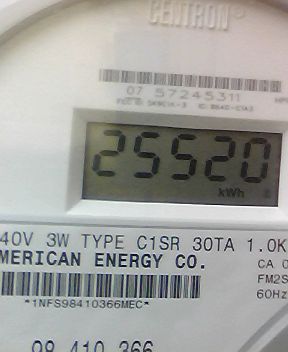 CENTRON®
07 57245311
25520
kWh
40V 3W TYPE C1SR 30TA 1.0K
MERICAN ENERGY CO.
CA 0
FM2S
60Hz
*1NFS98410366MEC*
98 410 366